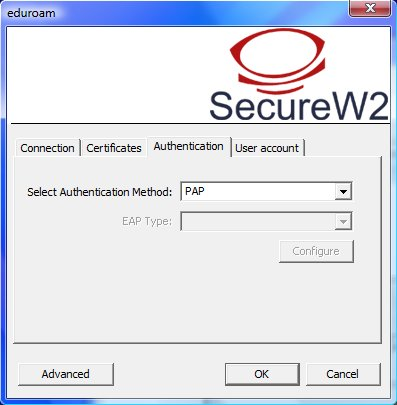 eduroam
SecureW2
Connection Certificates Authentication User account
Select Authentication Method: PAP
EAP Type:
Configure
Advanced OK Cancel